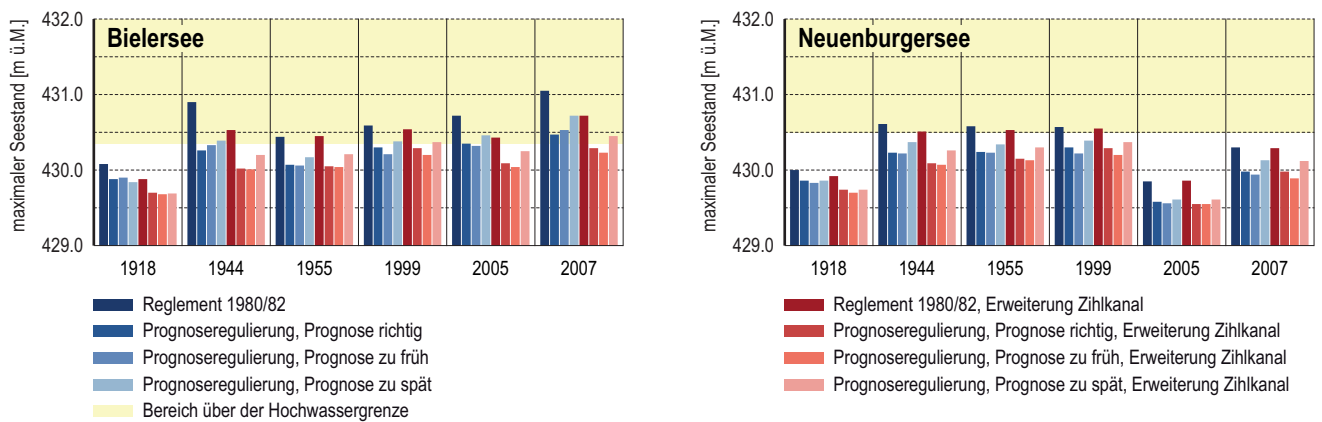 maximaler Seestand [m ü.M.]
432.0
431.0
430.0
429.0
Bielersee
1918 1944 1955 1999 2005 2007
Reglement 1980/82
Prognoseregulierung, Prognose richtig
Prognoseregulierung, Prognose zu früh
Prognoseregulierung, Prognose zu spät
Bereich über der Hochwassergrenze
maximaler Seestand [m ü.M.]
432.0
431.0
430.0
429.0
Neuenburgersee
1918 1944 1955 1999 2005 2007
Reglement 1980/82, Erweiterung Zihlkanal
Prognoseregulierung, Prognose richtig, Erweiterung Zihlkanal
Prognoseregulierung, Prognose zu früh, Erweiterung Zihlkanal
Prognoseregulierung, Prognose zu spät, Erweiterung Zihlkanal